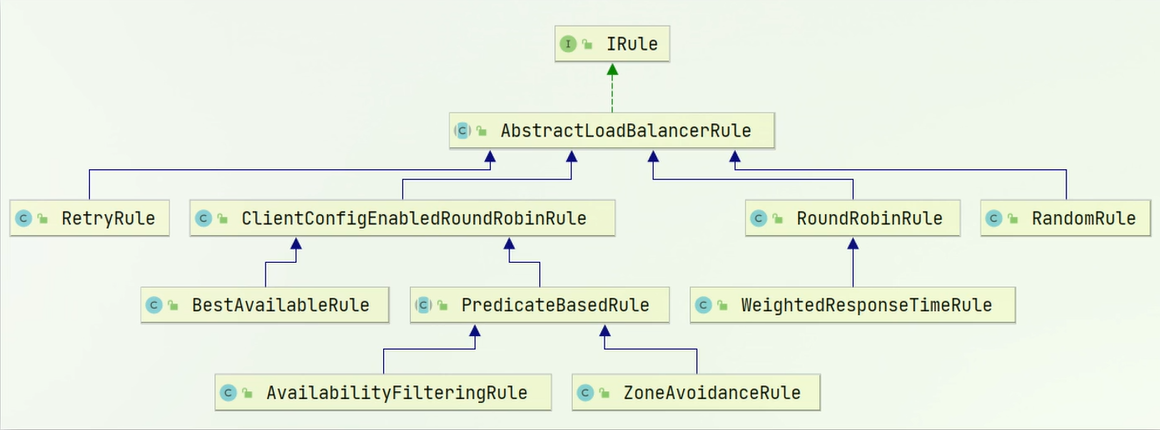 IRule
AbstractLoadBalancerRule
RetryRule
ClientConfigEnabledRoundRobinRule
RoundRobinRule
RandomRule
BestAvailableRule
PredicateBasedRule
WeightedResponseTimeRule
AvailabilityFilteringRule
ZoneAvoidanceRule